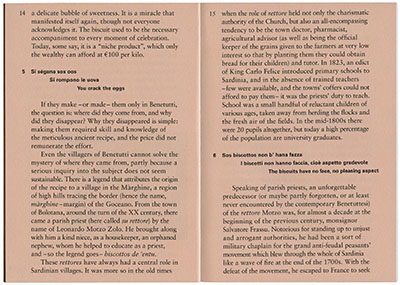 14
a delicate bubble of sweetness. It is a miracle that
manifested itself again, though not everyone
acknowledges it. The biscuit used to be the necessary
accompaniment to every moment of celebration.
Today, some say, it is a “niche product”, which only
the wealthy can afford at €100 per kilo.
5 Si ségana sos oos
Si rompono le uova
You crack the eggs
If they make – or made – them only in Benetutti,
the question is: where did they come from, and why
did they disappear? Why they disappeared is simple:
making them required skill and knowledge of
the meticulous ancient recipe, and the price did not
remunerate the effort.
Even the villagers of Benetutti cannot solve the
mystery of where they came from, partly because a
serious inquiry into the subject does not seem
sustainable. There is a legend that attributes the origin
of the recipe to a village in the Màrghine, a region
of high hills tracing the border (hence the name,
màrghine – margin) of the Goceano. From the town
of Bolotana, around the turn of the XX century, there
came a parish priest (here called as rettore) by the
name of Leonardo Motzo Zolo. He brought along
with him a kind niece, as a housekeeper, an orphaned
nephew, whom he helped to educate as a priest,
and – so the legend goes – biscottos de ’entu.
These rettores have always had a central role in
Sardinian villages. It was more so in the old times
15
when the role of rettore held not only the charismatic
authority of the Church, but also an all-encompassing
tendency to be the town doctor, pharmacist,
agricultural advisor (as well as being the official
keeper of the grains given to the farmers at very low
interest so that by planting them they could obtain
bread for their children) and tutor. In 1823, an edict
of King Carlo Felice introduced primary schools to
Sardinia, and in the absence of trained teachers
– few were available, and the towns’ coffers could not
afford to pay them – it was the priests’ duty to teach.
School was a small handful of reluctant children of
various ages, taken away from herding the flocks and
the fresh air of the fields. In the mid-1800s there
were 20 pupils altogether, but today a high percentage
of the population are university graduates.
6 Sos biscottos non b’ hana fazza
I biscotti non hanno faccia, cioè aspetto gradevole
The biscuits have no face, no pleasing aspect
Speaking of parish priests, an unforgettable
predecessor (or maybe partly forgotten, or at least
never encountered by the contemporary Benetuttesi)
of the rettore Motzo was, for almost a decade at the
beginning of the previous century, monsignor
Salvatore Frassu. Notorious for standing up to unjust
and arrogant authorities, he had been a sort of
military chaplain for the grand anti-feudal peasants’
movement which blew through the whole of Sardinia
like a wave of fire at the end of the 1700s. With the
defeat of the movement, he escaped to France to seek